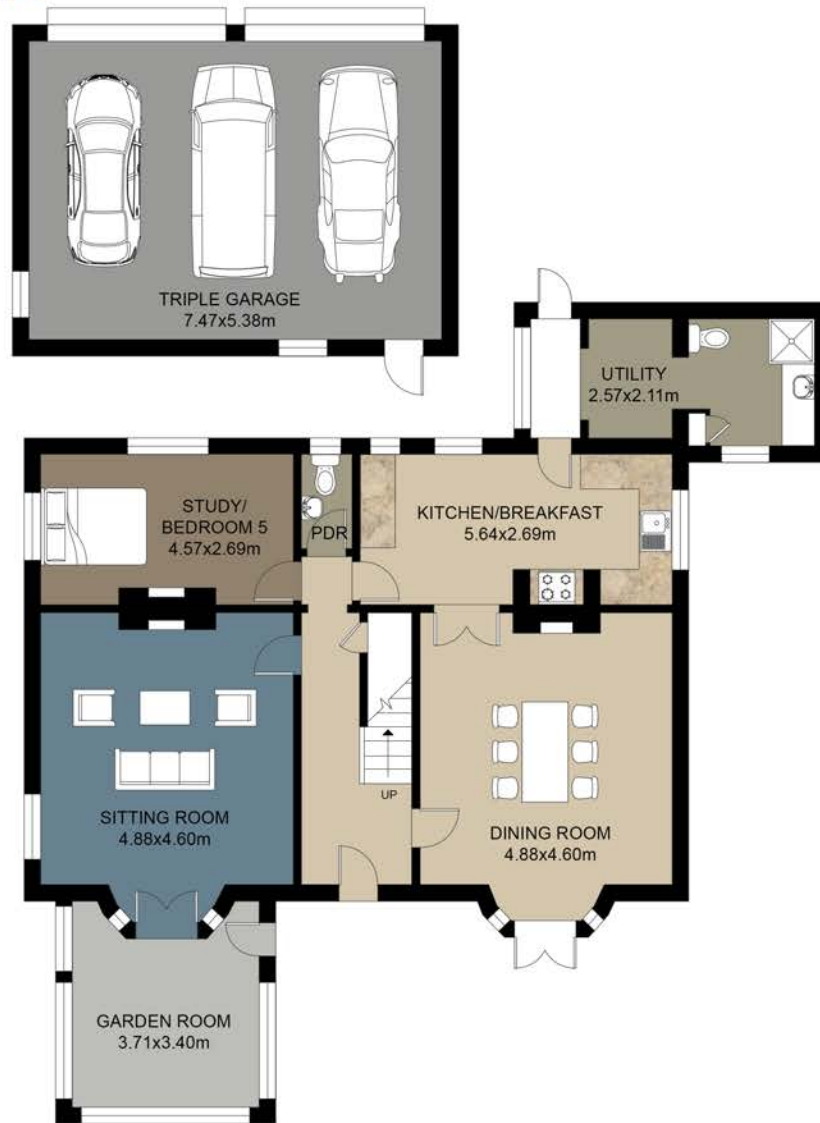 TRIPLE GARAGE
7.47x5.38m
UTILITY
2.57x2.11m
STUDY/
BEDROOM 5
4.57x2.69m
PDR
KITCHEN/BREAKFAST
5.64x2.69m
UP
SITTING ROOM
4.88x4.60m
DINING ROOM
4.88x4.60m
GARDEN ROOM
3.71x3.40m